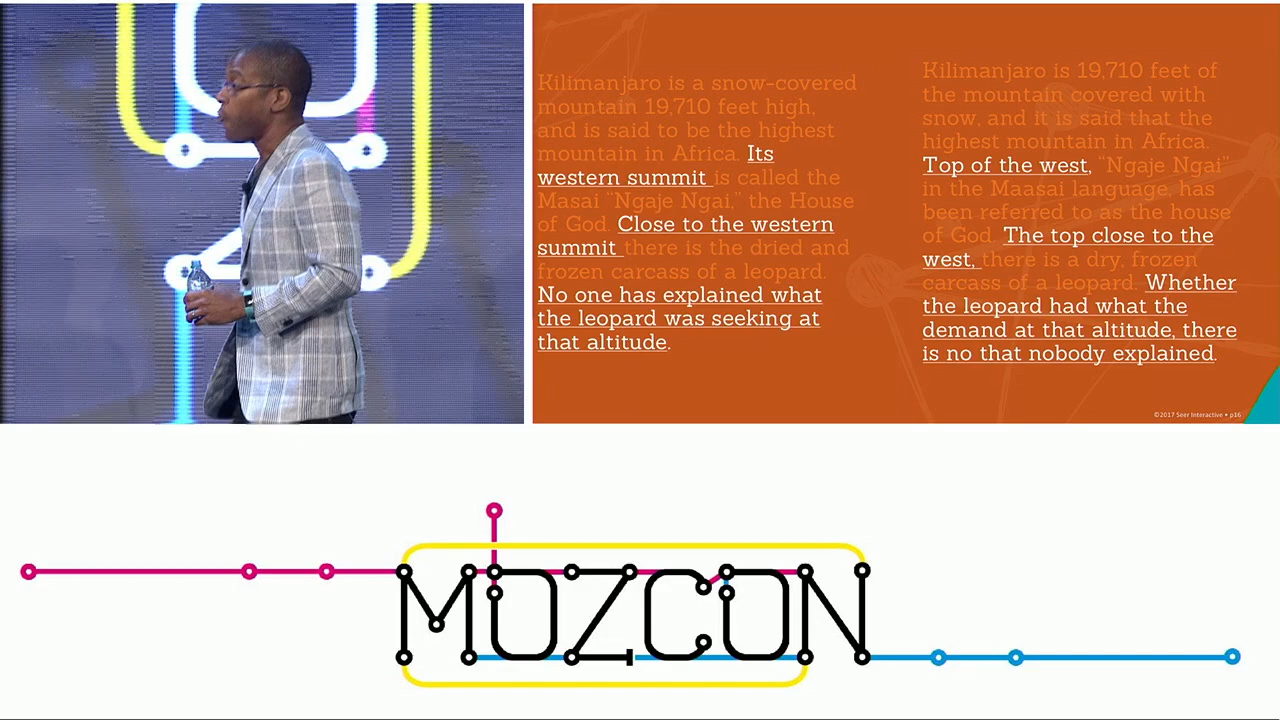 Kilimanjaro is a snow-covered
mountain 19,710 feet high,
and is said to be the highest
mountain in Africa. Its
western summit is called the
Masai “Ngaje Ngai,” the House
of God. Close to the western
summit there is the dried and
frozen carcass of a leopard.
No one has explained what
the leopard was seeking at
that altitude.
Kilimanjaro is 19,710 feet of
the mountain covered with
snow, and it is said that the
highest mountain in Africa.
Top of the west, “Ngaje Ngai”
in the Maasai language, has
been referred to as the house
of God. The top close to the
west, there is a dry, frozen
carcass of a leopard. Whether
the leopard had what the
demand at that altitude, there
is no that nobody explained.
©2017 Seer Interactive • p16
MOZCON